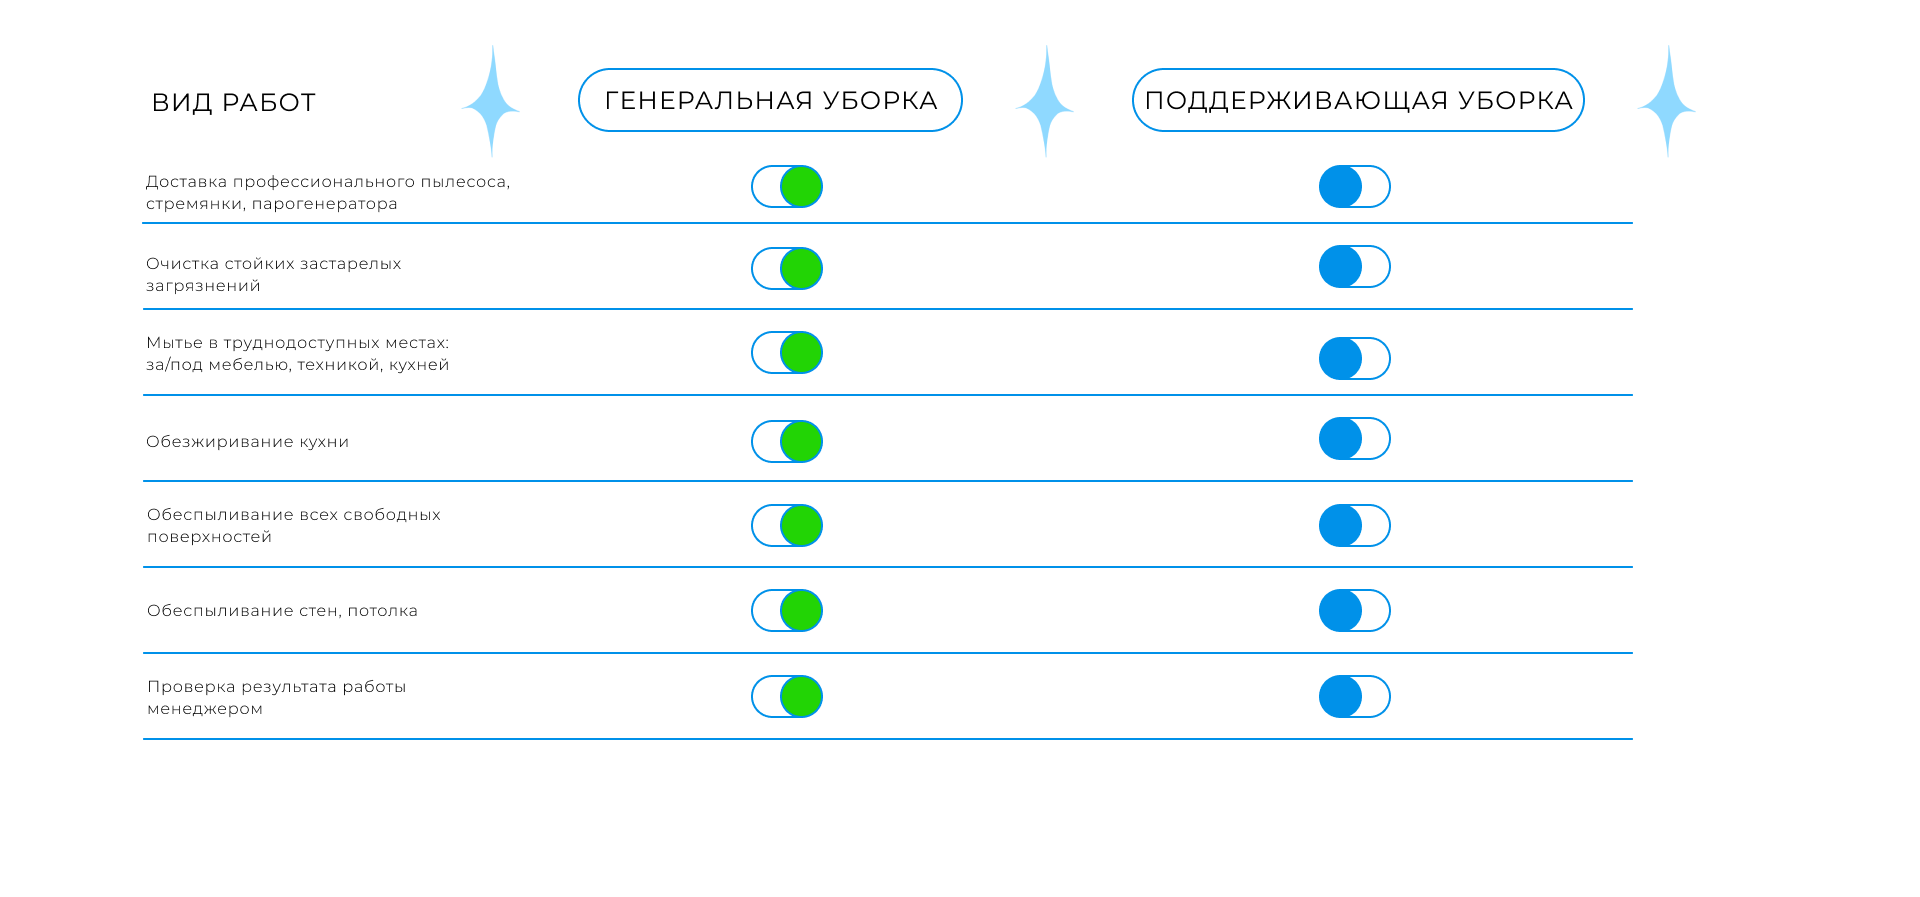 ВИД РАБОТ
ГЕНЕРАЛЬНАЯ УБОРКА
ПОДДЕРЖИВАЮЩАЯ УБОРКА
Доставка профессионального пылесоса,
стремянки, парогенератора
Очистка стойких застарелых
загрязнений
Мытье в труднодоступных местах:
за/под мебелью, техникой, кухней
Обезжиривание кухни
Обеспыливание всех свободных
поверхностей
Обеспыливание стен, потолка
Проверка результата работы
менеджером